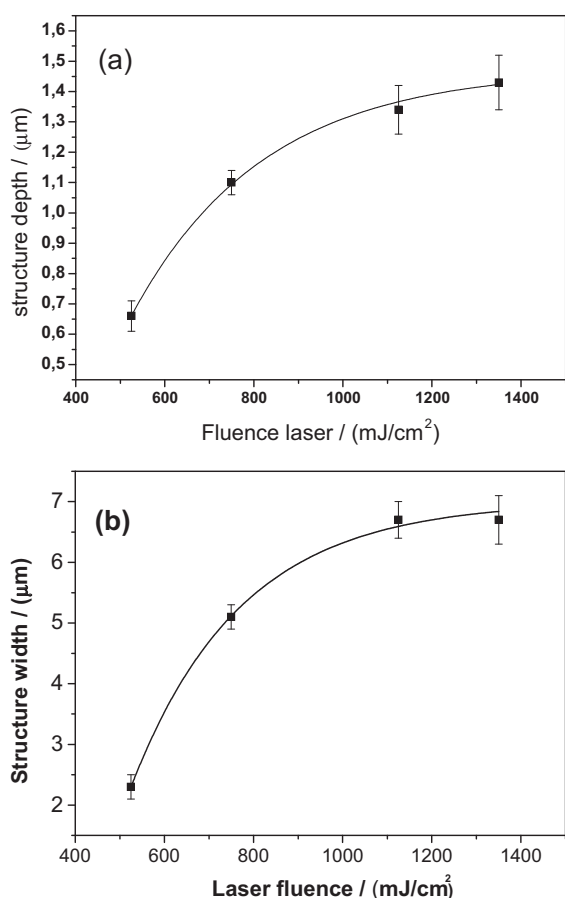 (a)
structure depth / (μm)
1,5
1,4
1,3
1,2
1,1
1,0
0,9
0,8
0,7
0,6
0,5
400 600 800 1000 1200 1400
Fluence laser / (mJ/cm²)
(b)
Structure width / (μm)
7
6
5
4
3
2
400 600 800 1000 1200 1400
Laser fluence / (mJ/cm²)